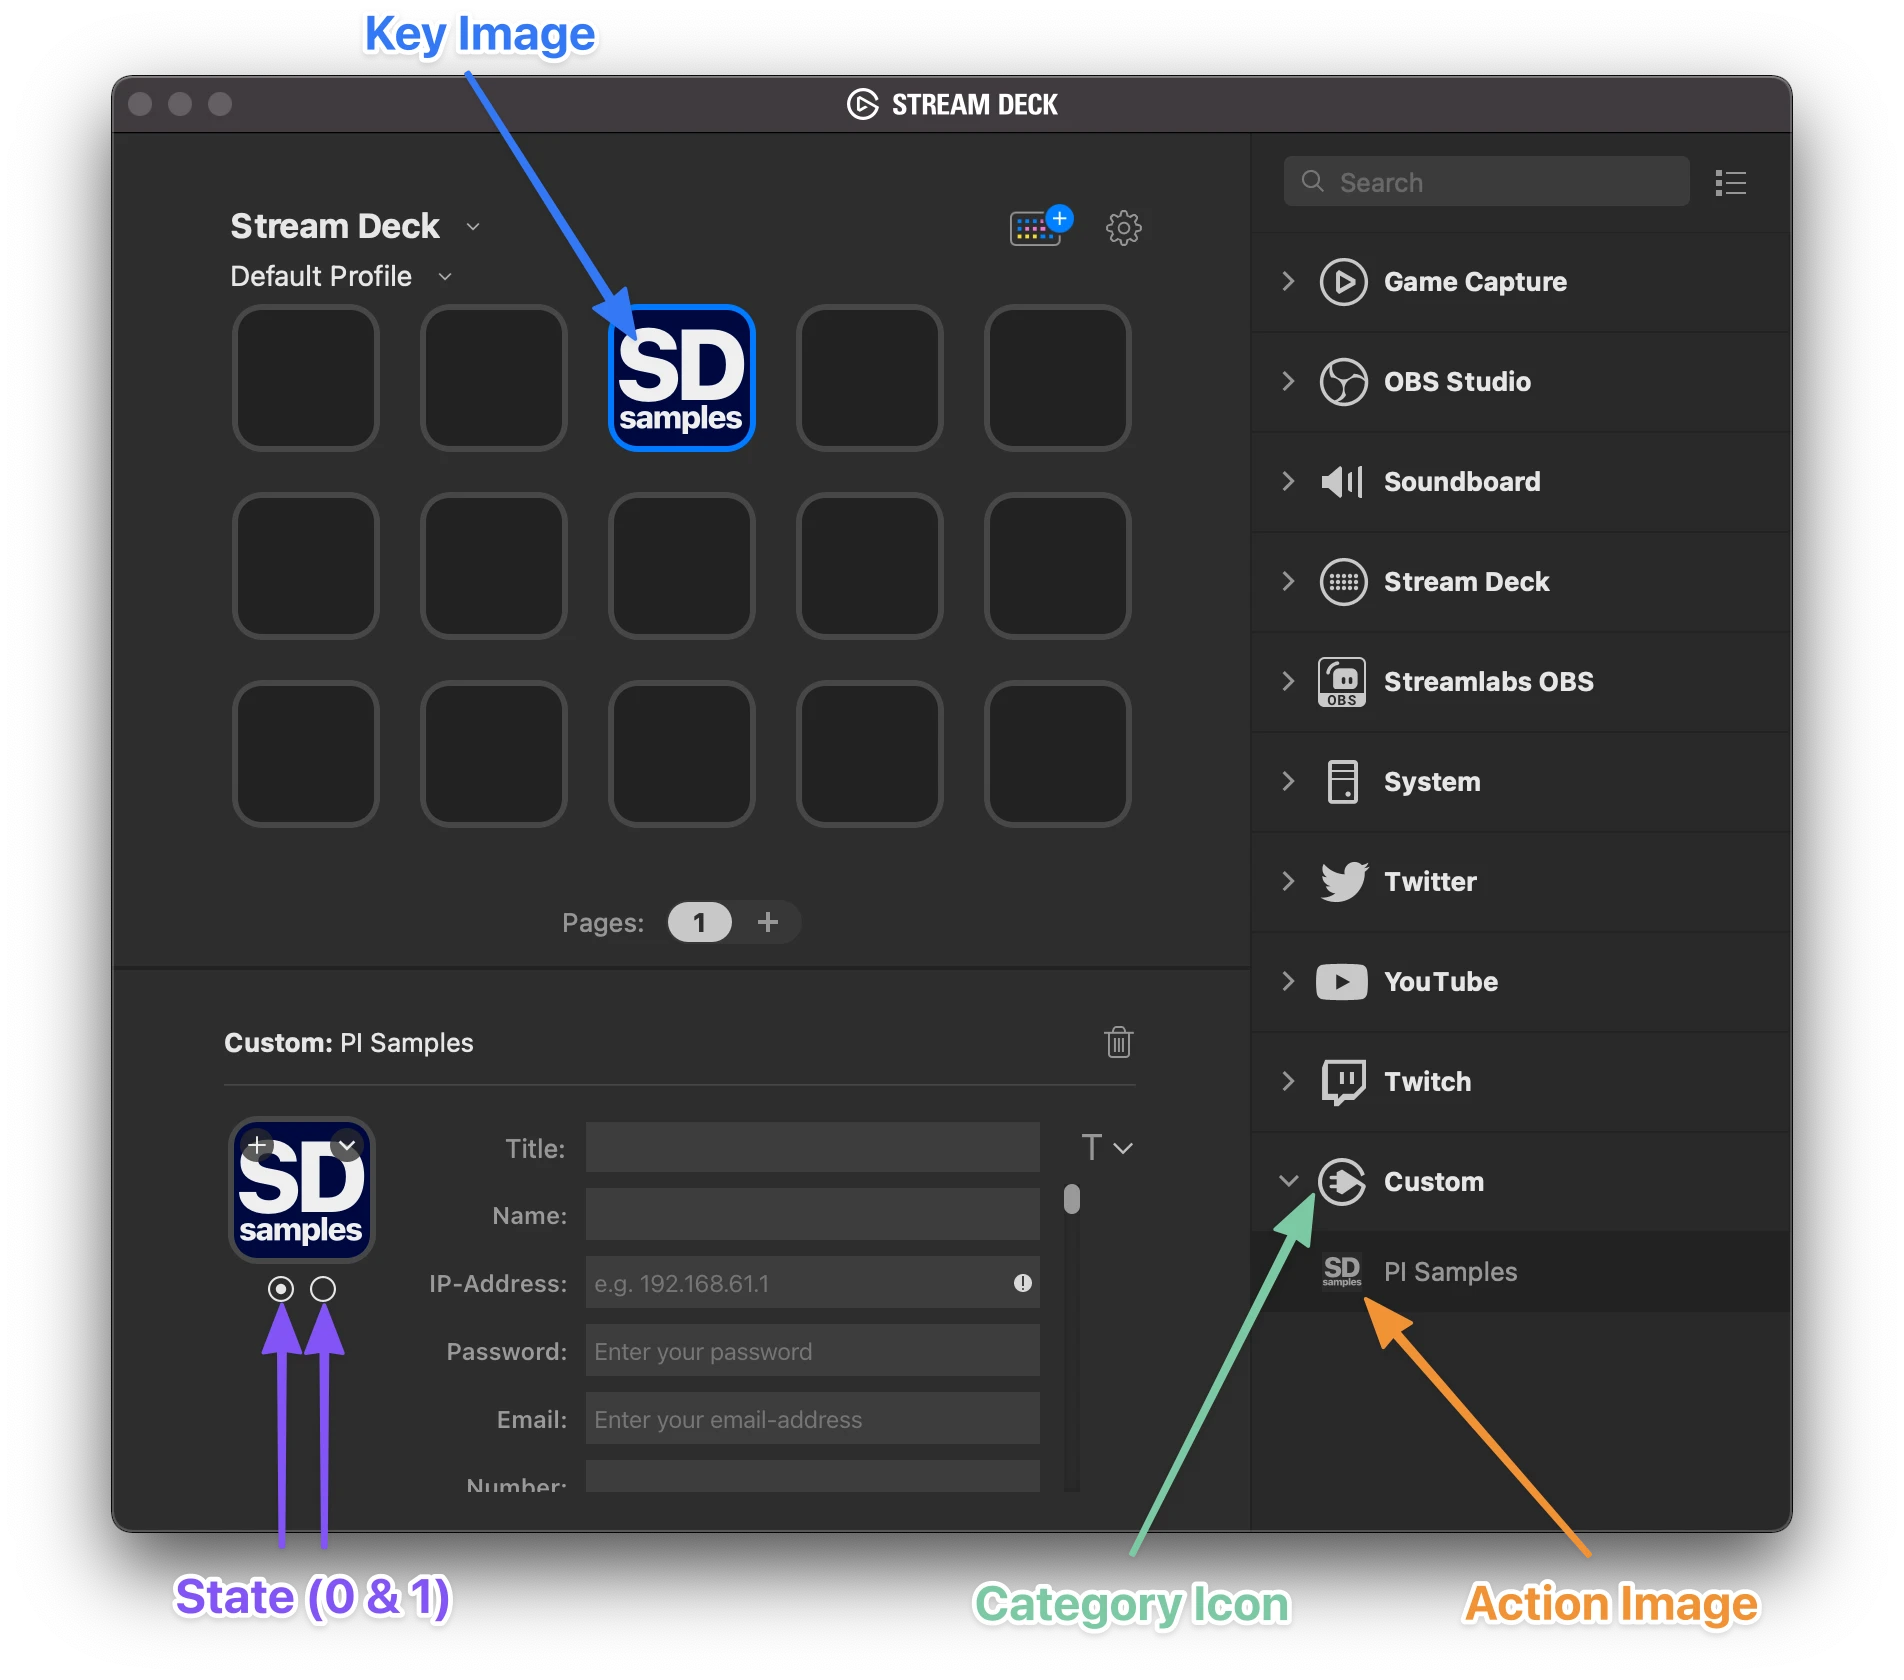 Key Image
STREAM DECK
Search
Stream Deck
Default Profile
SD
samples
Game Capture
OBS Studio
Soundboard
Stream Deck
OBS
Streamlabs OBS
System
Twitter
YouTube
Twitch
Custom
SD
samples
PI Samples
Pages: 1 +
Custom: PI Samples
SD
samples
Title:
T
Name:
IP-Address: e.g. 192.168.61.1
Password: Enter your password
Email: Enter your email-address
Number:
State (0 & 1)
Category Icon
Action Image